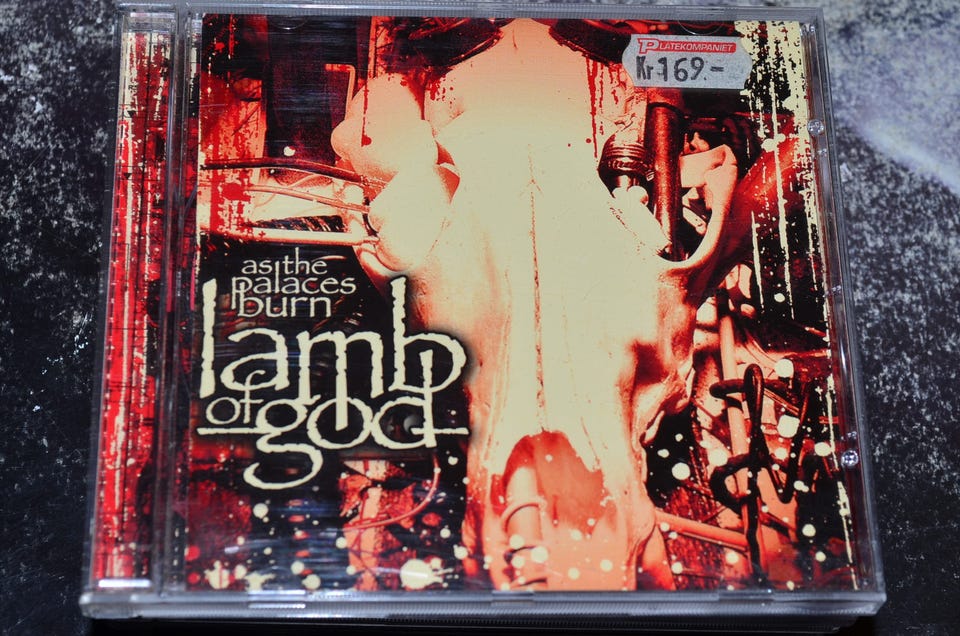 PLATEKOMPANIET
Kr 169.-
as the
palaces
burn
lamb
of god